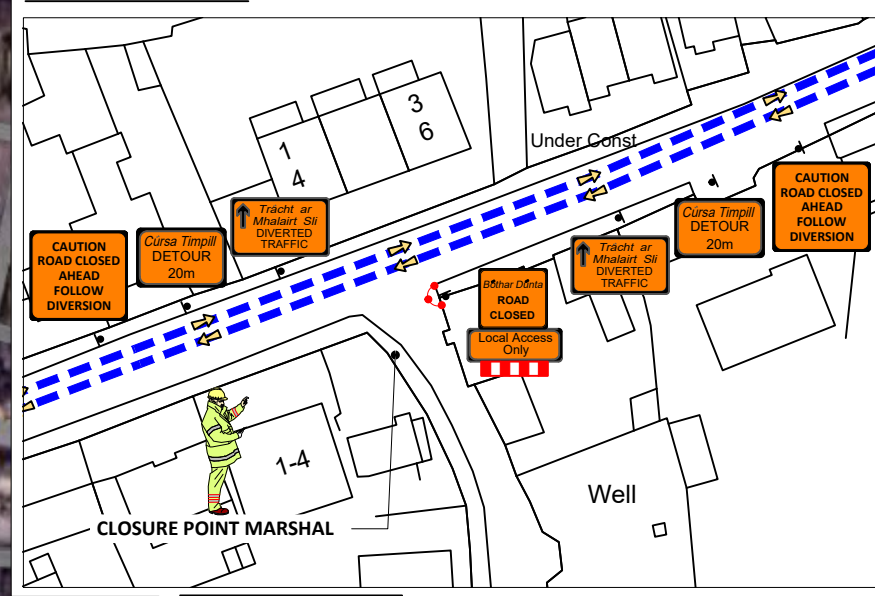 3
6
1
4
Under Const
CAUTION
ROAD CLOSED
AHEAD
FOLLOW
DIVERSION
Cúrsa Timpill
DETOUR
20m
Trácht ar
Mhalairt Sli
DIVERTED
TRAFFIC
Bóthar Dúnta
ROAD
CLOSED
Local Access
Only
Trácht ar
Mhalairt Sli
DIVERTED
TRAFFIC
Cúrsa Timpill
DETOUR
20m
CAUTION
ROAD CLOSED
AHEAD
FOLLOW
DIVERSION
1-4
Well
CLOSURE POINT MARSHAL